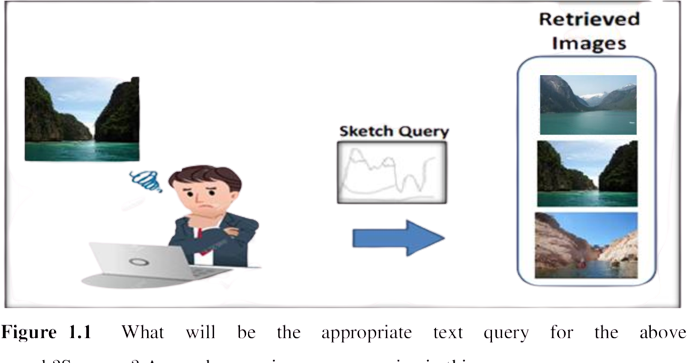 Retrieved
Images
Sketch Query
Figure 1.1 What will be the appropriate text query for the above